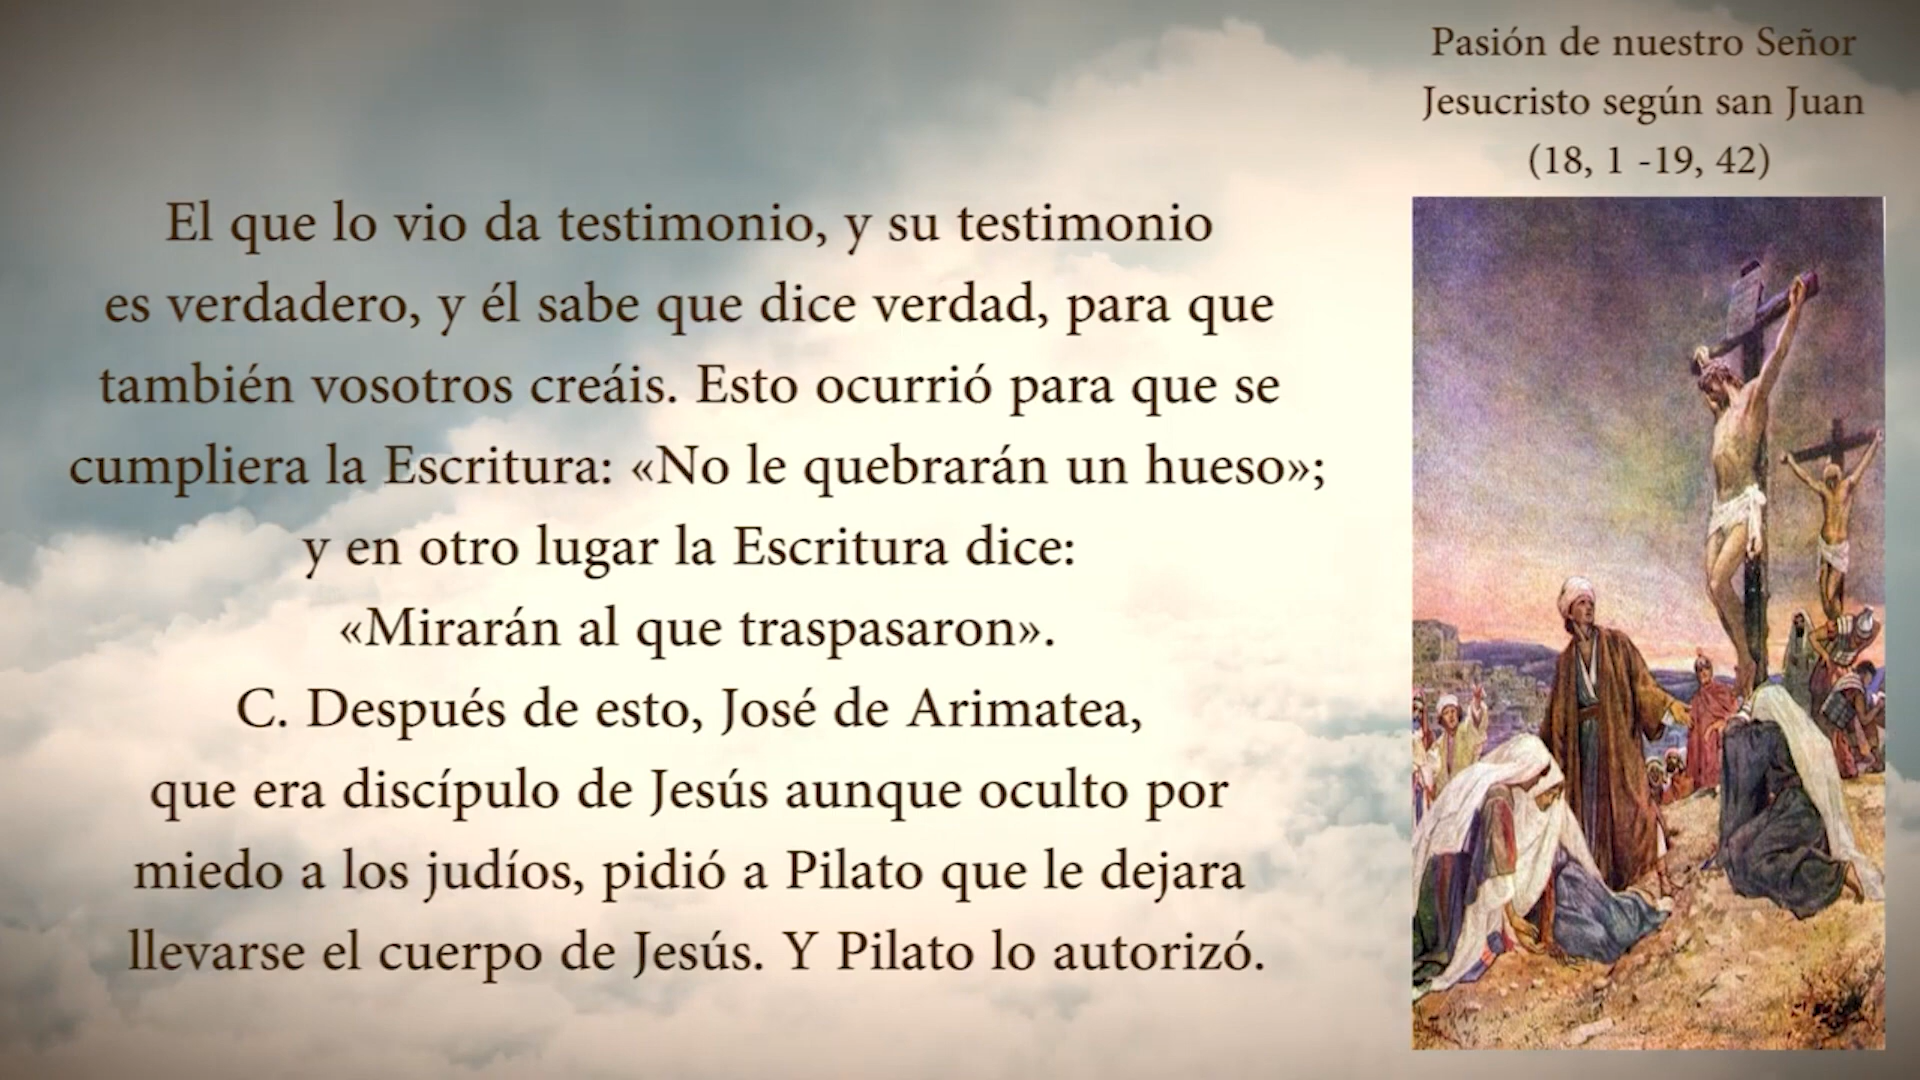 Pasión de nuestro Señor
Jesucristo según san Juan
(18, 1 -19, 42)
El que lo vio da testimonio, y su testimonio
es verdadero, y él sabe que dice verdad, para que
también vosotros creáis. Esto ocurrió para que se
cumpliera la Escritura: «No le quebrarán un hueso»;
y en otro lugar la Escritura dice:
«Mirarán al que traspasaron».
C. Después de esto, José de Arimatea,
que era discípulo de Jesús aunque oculto por
miedo a los judíos, pidió a Pilato que le dejara
llevarse el cuerpo de Jesús. Y Pilato lo autorizó.